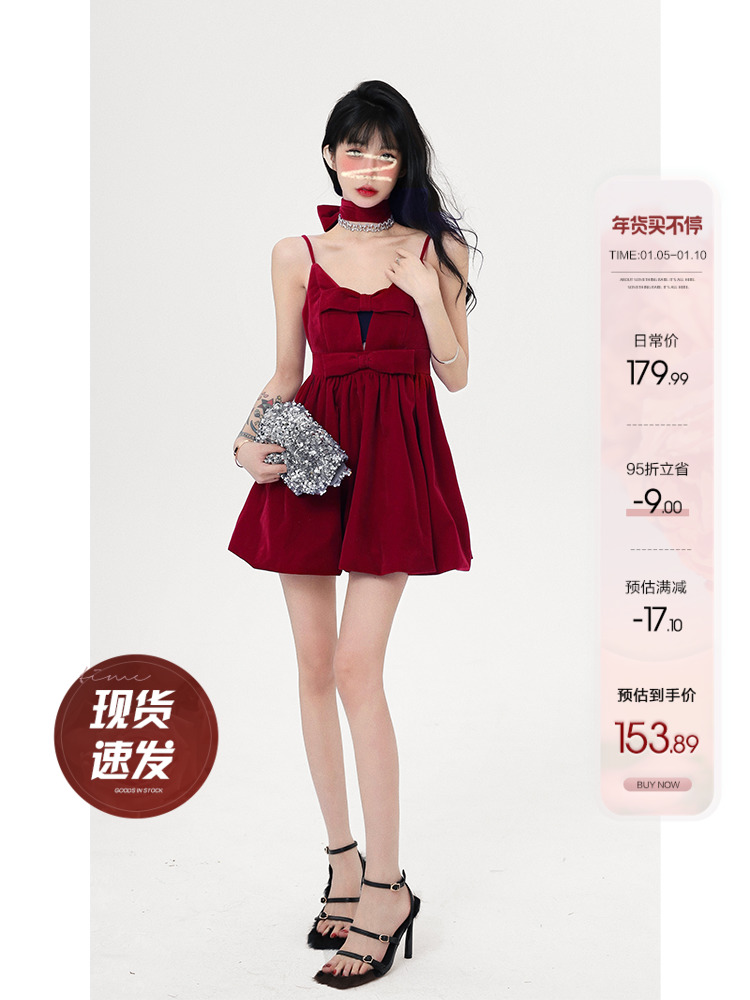 年货买不停
TIME:01.05-01.10
日常价
179.99
95折立省
-9.00
预估满减
-17.10
预估到手价
153.89
BUY NOW
time
现货
速发
GOODS IN STOCK